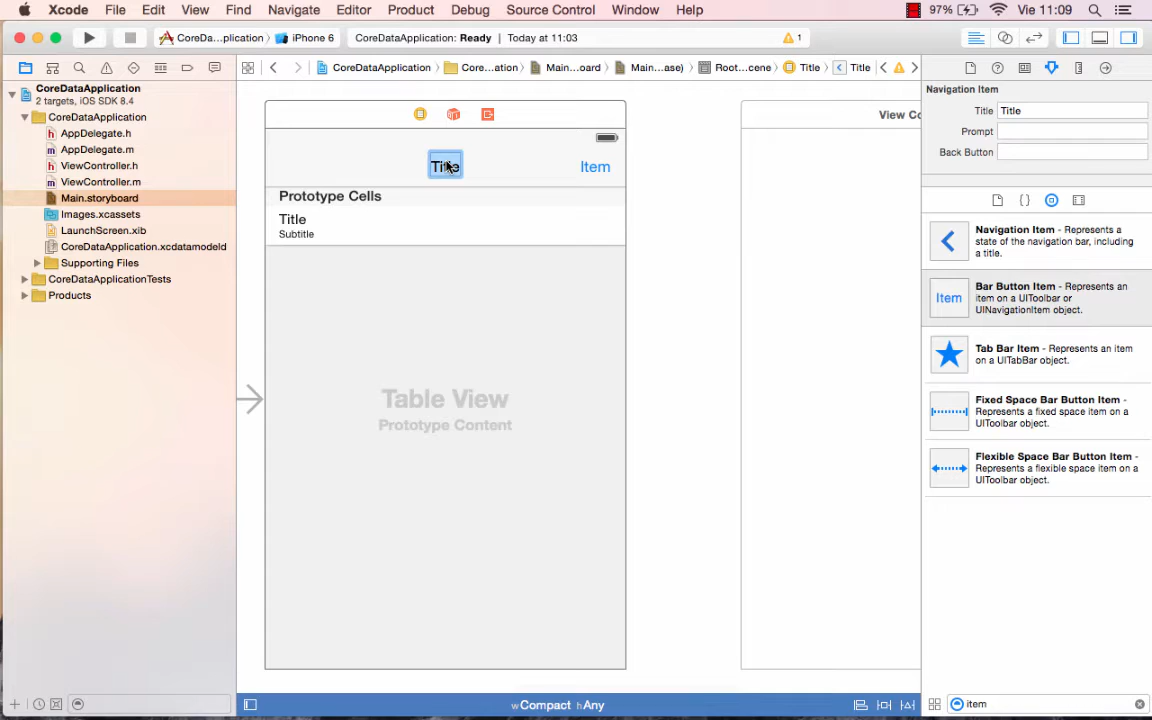 Xcode File Edit View Find Navigate Editor Product Debug Source Control Window Help 97% Vie 11:09
CoreDa...plication iPhone 6 CoreDataApplication: Ready Today at 11:03 1
CoreDataApplication Core...ation Main....oard Main....ase) Root...cene Title Title
CoreDataApplication
2 targets, iOS SDK 8.4
CoreDataApplication
AppDelegate.h
AppDelegate.m
ViewController.h
ViewController.m
Main.storyboard
Images.xcassets
LaunchScreen.xib
CoreDataApplication.xcdatamodeld
Supporting Files
CoreDataApplicationTests
Products
Title
Item
Prototype Cells
Title
Subtitle
Table View
Prototype Content
View Co
wCompact hAny
Navigation Item
Title Title
Prompt
Back Button
Navigation Item - Represents a
state of the navigation bar, including
a title.
Item
Bar Button Item - Represents an
item on a UIToolbar or
UINavigationItem object.
Tab Bar Item - Represents an item
on a UITabBar object.
Fixed Space Bar Button Item -
Represents a fixed space item on a
UIToolbar object.
Flexible Space Bar Button Item -
Represents a flexible space item on a
UIToolbar object.
item